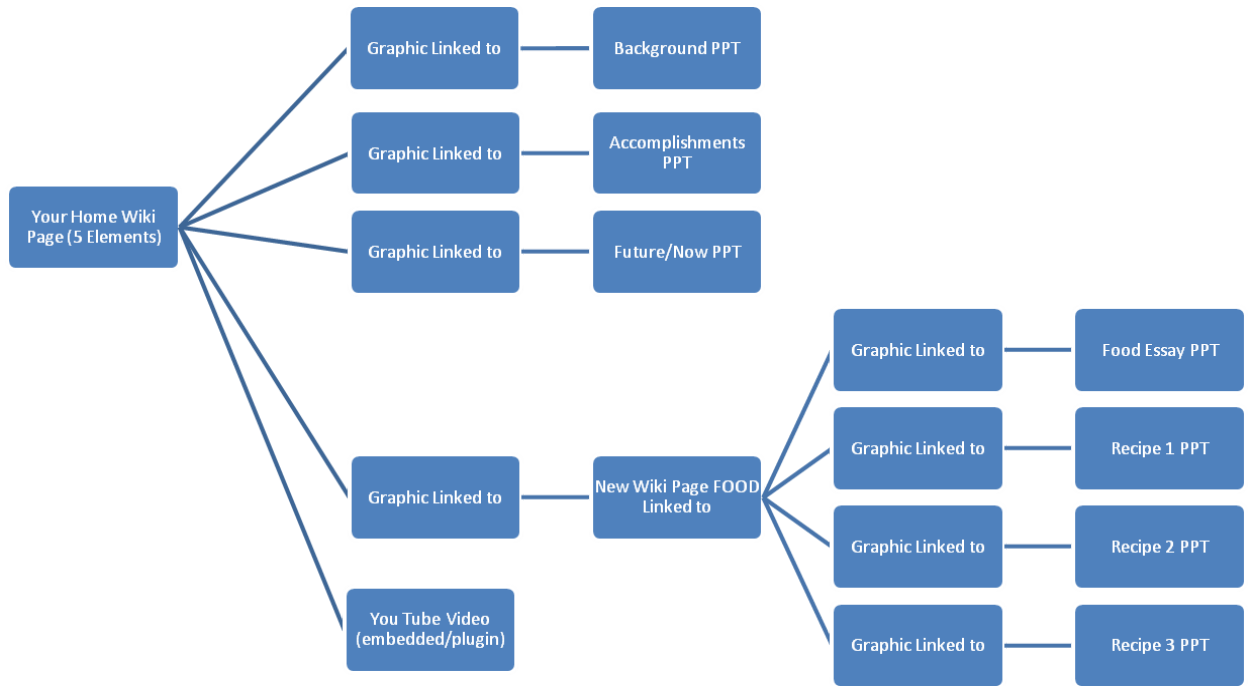 Graphic Linked to
Background PPT
Graphic Linked to
Accomplishments
PPT
Your Home Wiki
Page (5 Elements)
Graphic Linked to
Future/Now PPT
Graphic Linked to
Food Essay PPT
Graphic Linked to
Recipe 1 PPT
Graphic Linked to
New Wiki Page FOOD
Linked to
Graphic Linked to
Recipe 2 PPT
You Tube Video
(embedded/plugin)
Graphic Linked to
Recipe 3 PPT